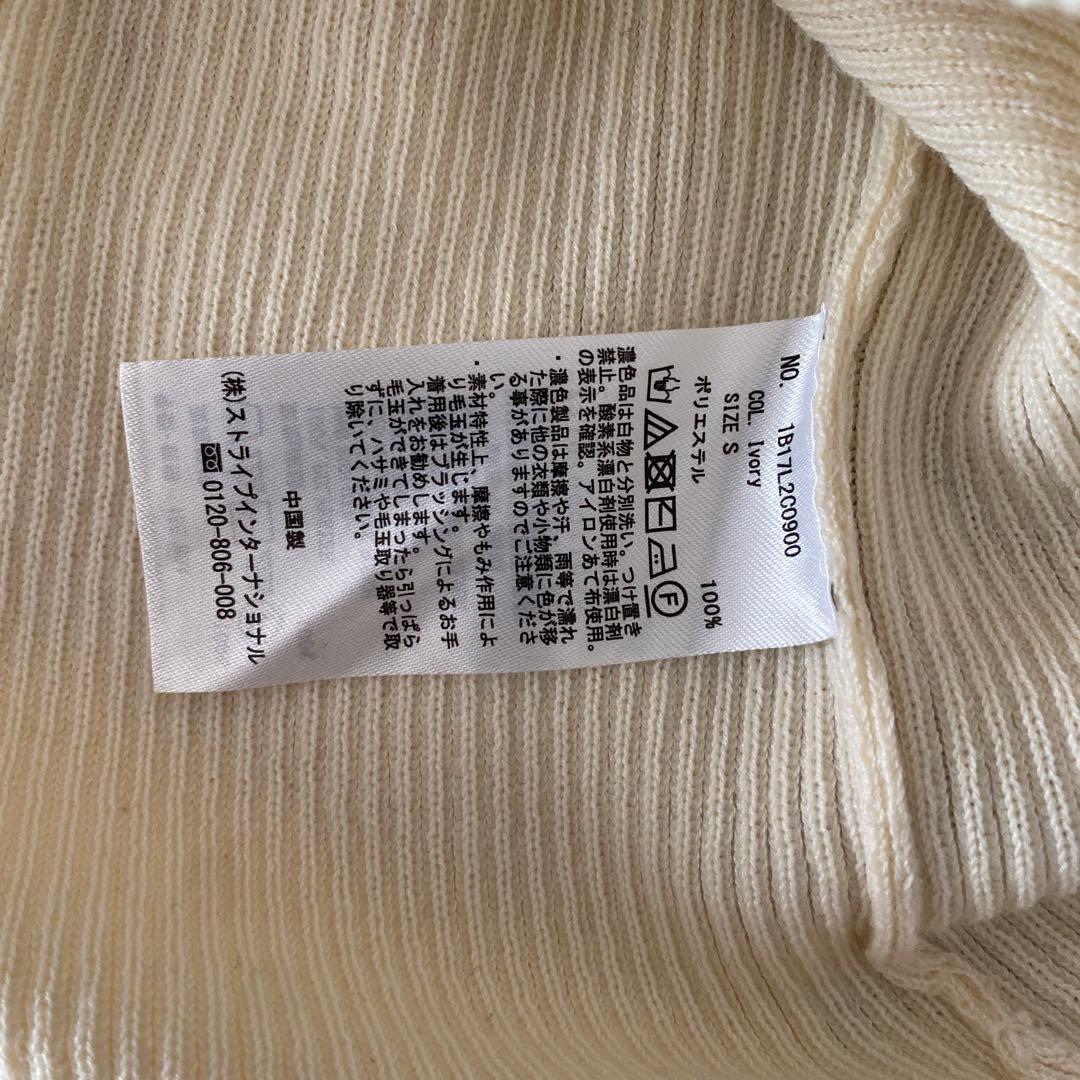 NO. 1B17L2C0900
COL. Ivory
SIZE S
ポリエステル 100%
F
濃色品は白物と分別洗い。つけ置き
禁止。酸素系漂白剤使用時は漂白剤
の表示を確認。アイロンあて布使用。
・濃色製品は摩擦や汗、雨等で濡れ
た際に他の衣類や小物類に色が移
る事がありますのでご注意くださ
い。
・素材特性上、摩擦やもみ作用によ
り毛玉が生じます。
着用後はブラッシングによるお手
入れをお勧めします。
毛玉ができてしまったら引っぱら
ずに、ハサミや毛玉取り器等で取
り除いてください。
中国製
(株)ストライプインターナショナル
0120-806-008